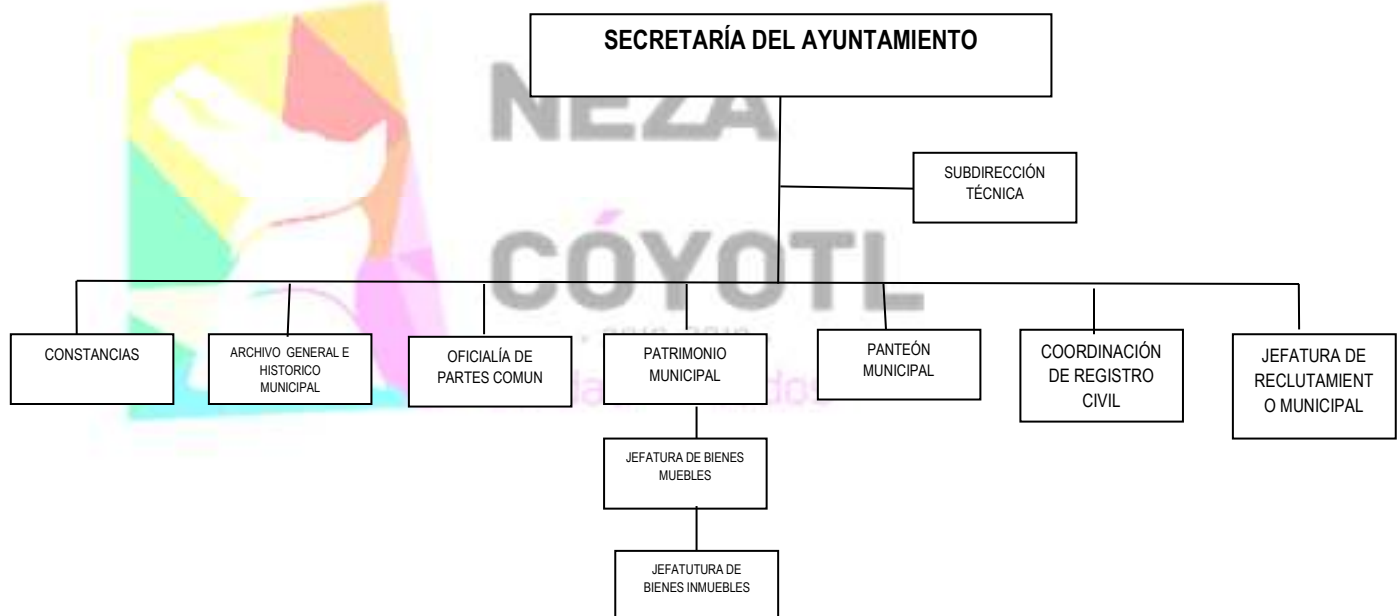 SECRETARÍA DEL AYUNTAMIENTO
NEZA
SUBDIRECCIÓN
TÉCNICA
CÓYOTL
CONSTANCIAS
ARCHIVO GENERAL E
HISTORICO
MUNICIPAL
OFICIALÍA DE
PARTES COMUN
PATRIMONIO
MUNICIPAL
PANTEÓN
MUNICIPAL
COORDINACIÓN
DE REGISTRO
CIVIL
JEFATURA DE
RECLUTAMIENT
O MUNICIPAL
JEFATURA DE BIENES
MUEBLES
JEFATUTURA DE
BIENES INMUEBLES